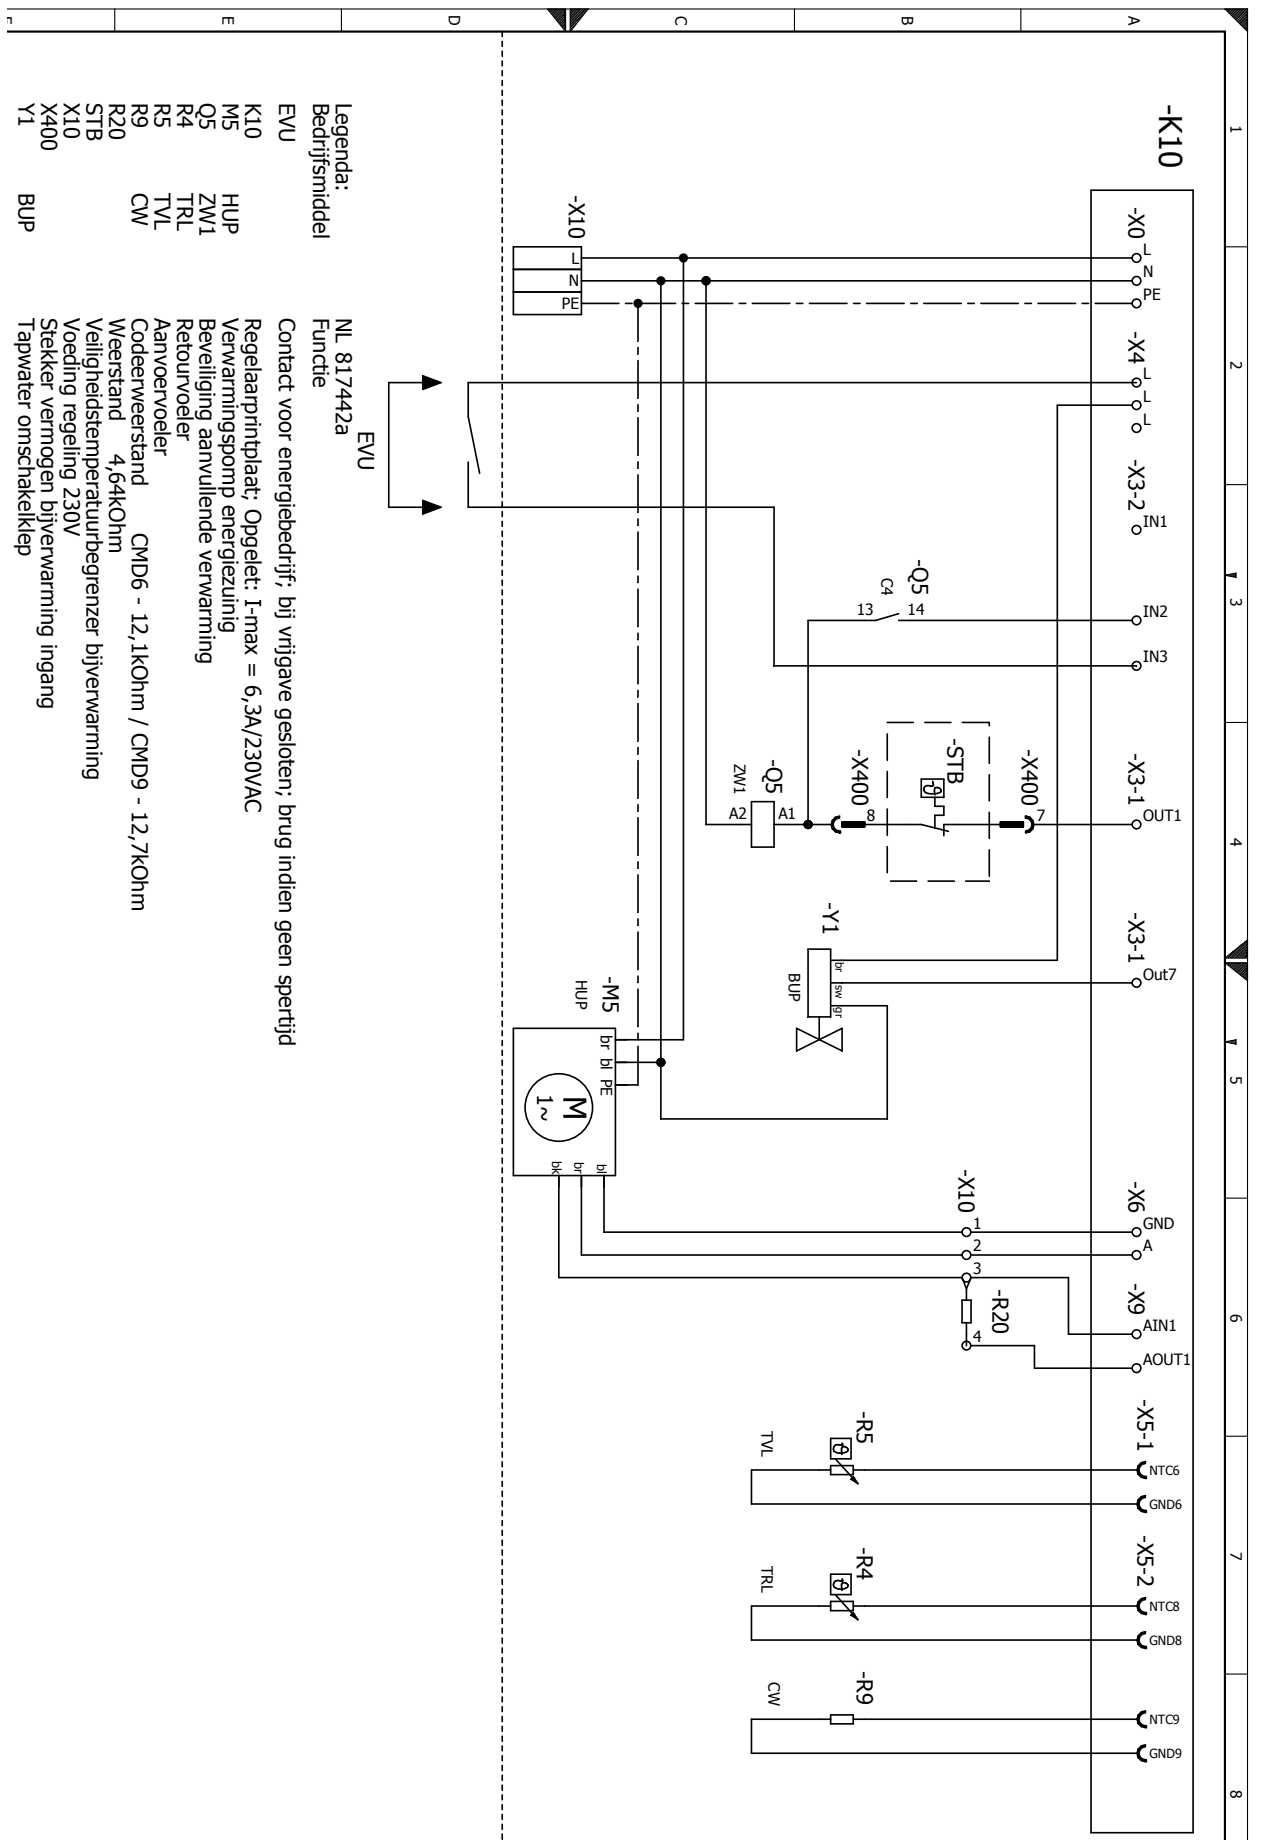 1
2
3
4
5
6
7
8
A
B
C
D
E
-K10
-X0
L
N
PE
-X4
L
L
L
-X3-2
IN1
IN2
IN3
-X3-1
OUT1
-X3-1
Out7
-X6
GND
A
-X9
AIN1
AOUT1
-X5-1
NTC6
GND6
-X5-2
NTC8
GND8
NTC9
GND9
-Q5
C4
13
14
-X400
7
-STB
ϑ
-X400
8
-Q5
ZW1
A2
A1
-Y1
BUP
br
sw
gr
-X10
1
2
3
4
-R20
-R5
ϑ
TVL
-R4
ϑ
TRL
-R9
CW
-X10
L
N
PE
-M5
HUP
br
bl
PE
M
1~
bk
br
bl
EVU
Legenda: NL 817442a
Bedrijfsmiddel Functie
EVU Contact voor energiebedrijf; bij vrijgave gesloten; brug indien geen spertijd
K10 Regelaarprintplaat; Opgelet: I-max = 6,3A/230VAC
M5 HUP Verwarmingspomp energiezuinig
Q5 ZW1 Beveiliging aanvullende verwarming
R4 TRL Retourvoeler
R5 TVL Aanvoervoeler
R9 CW Codeerweerstand CMD6 - 12,1kOhm / CMD9 - 12,7kOhm
R20 Weerstand 4,64kOhm
STB Veiligheidstemperatuurbegrenzer bijverwarming
X10 Voeding regeling 230V
X400 Stekker vermogen bijverwarming ingang
Y1 BUP Tapwater omschakelklep